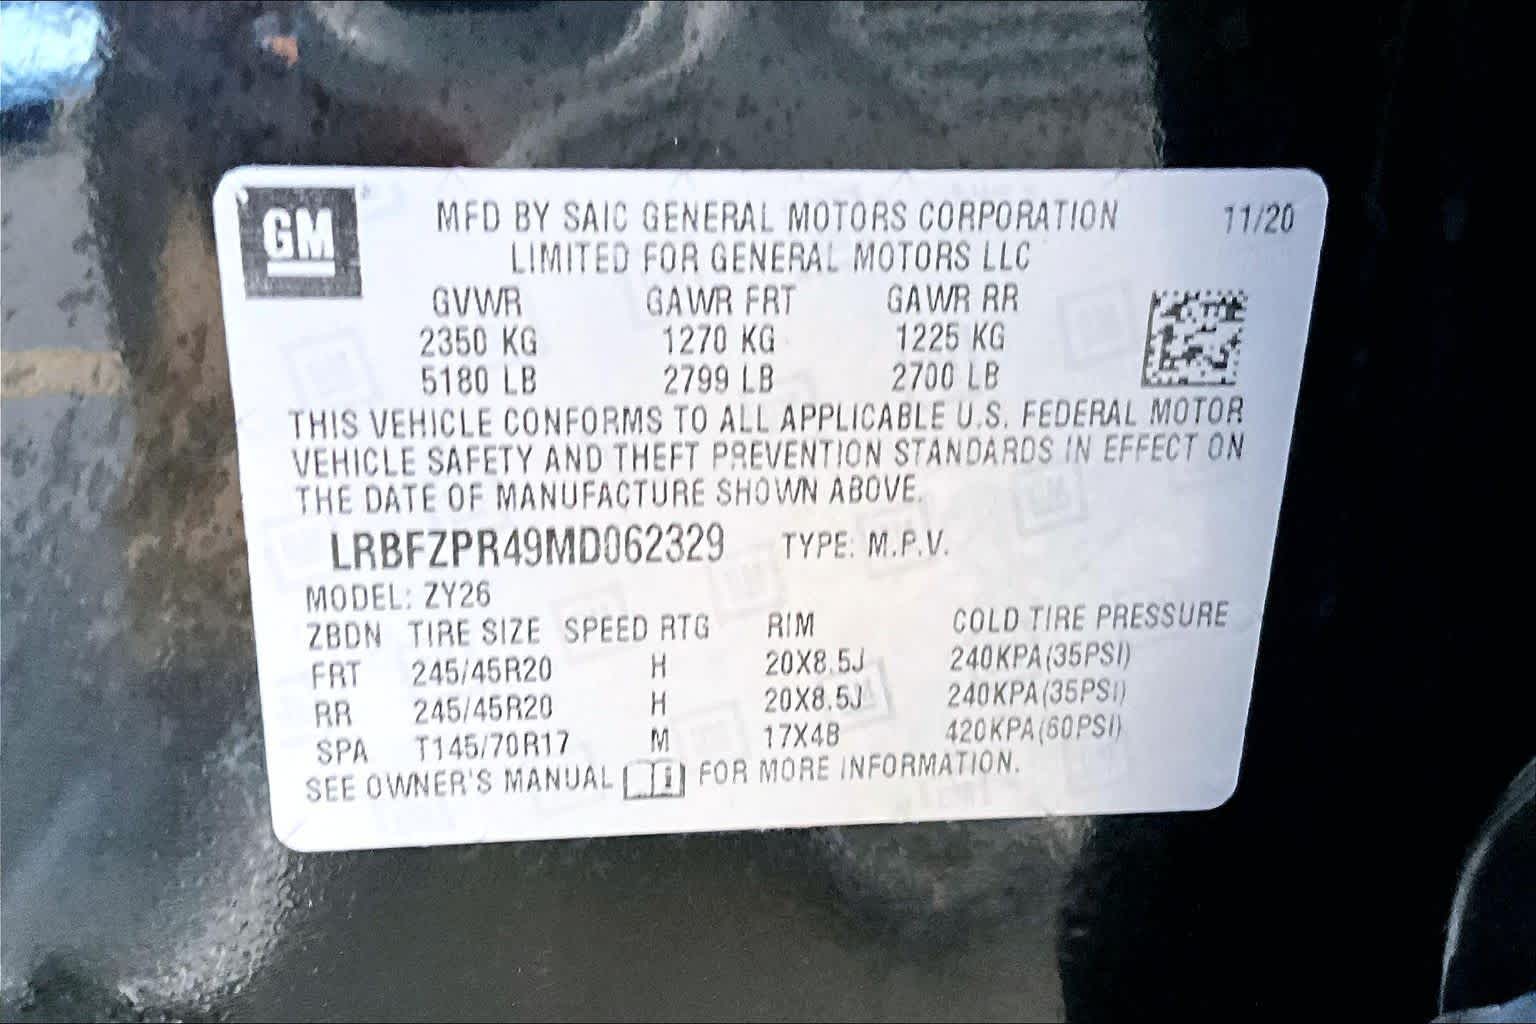 GM
MFD BY SAIC GENERAL MOTORS CORPORATION 11/20
LIMITED FOR GENERAL MOTORS LLC
GVWR GAWR FRT GAWR RR
2350 KG 1270 KG 1225 KG
5180 LB 2799 LB 2700 LB
THIS VEHICLE CONFORMS TO ALL APPLICABLE U.S. FEDERAL MOTOR
VEHICLE SAFETY AND THEFT PREVENTION STANDARDS IN EFFECT ON
THE DATE OF MANUFACTURE SHOWN ABOVE.
LRBFZPR49MD062329 TYPE: M.P.V.
MODEL: ZY26
ZBDN TIRE SIZE SPEED RTG RIM COLD TIRE PRESSURE
FRT 245/45R20 H 20X8.5J 240KPA(35PSI)
RR 245/45R20 H 20X8.5J 240KPA(35PSI)
SPA T145/70R17 M 17X4B 420KPA(60PSI)
SEE OWNER'S MANUAL FOR MORE INFORMATION.